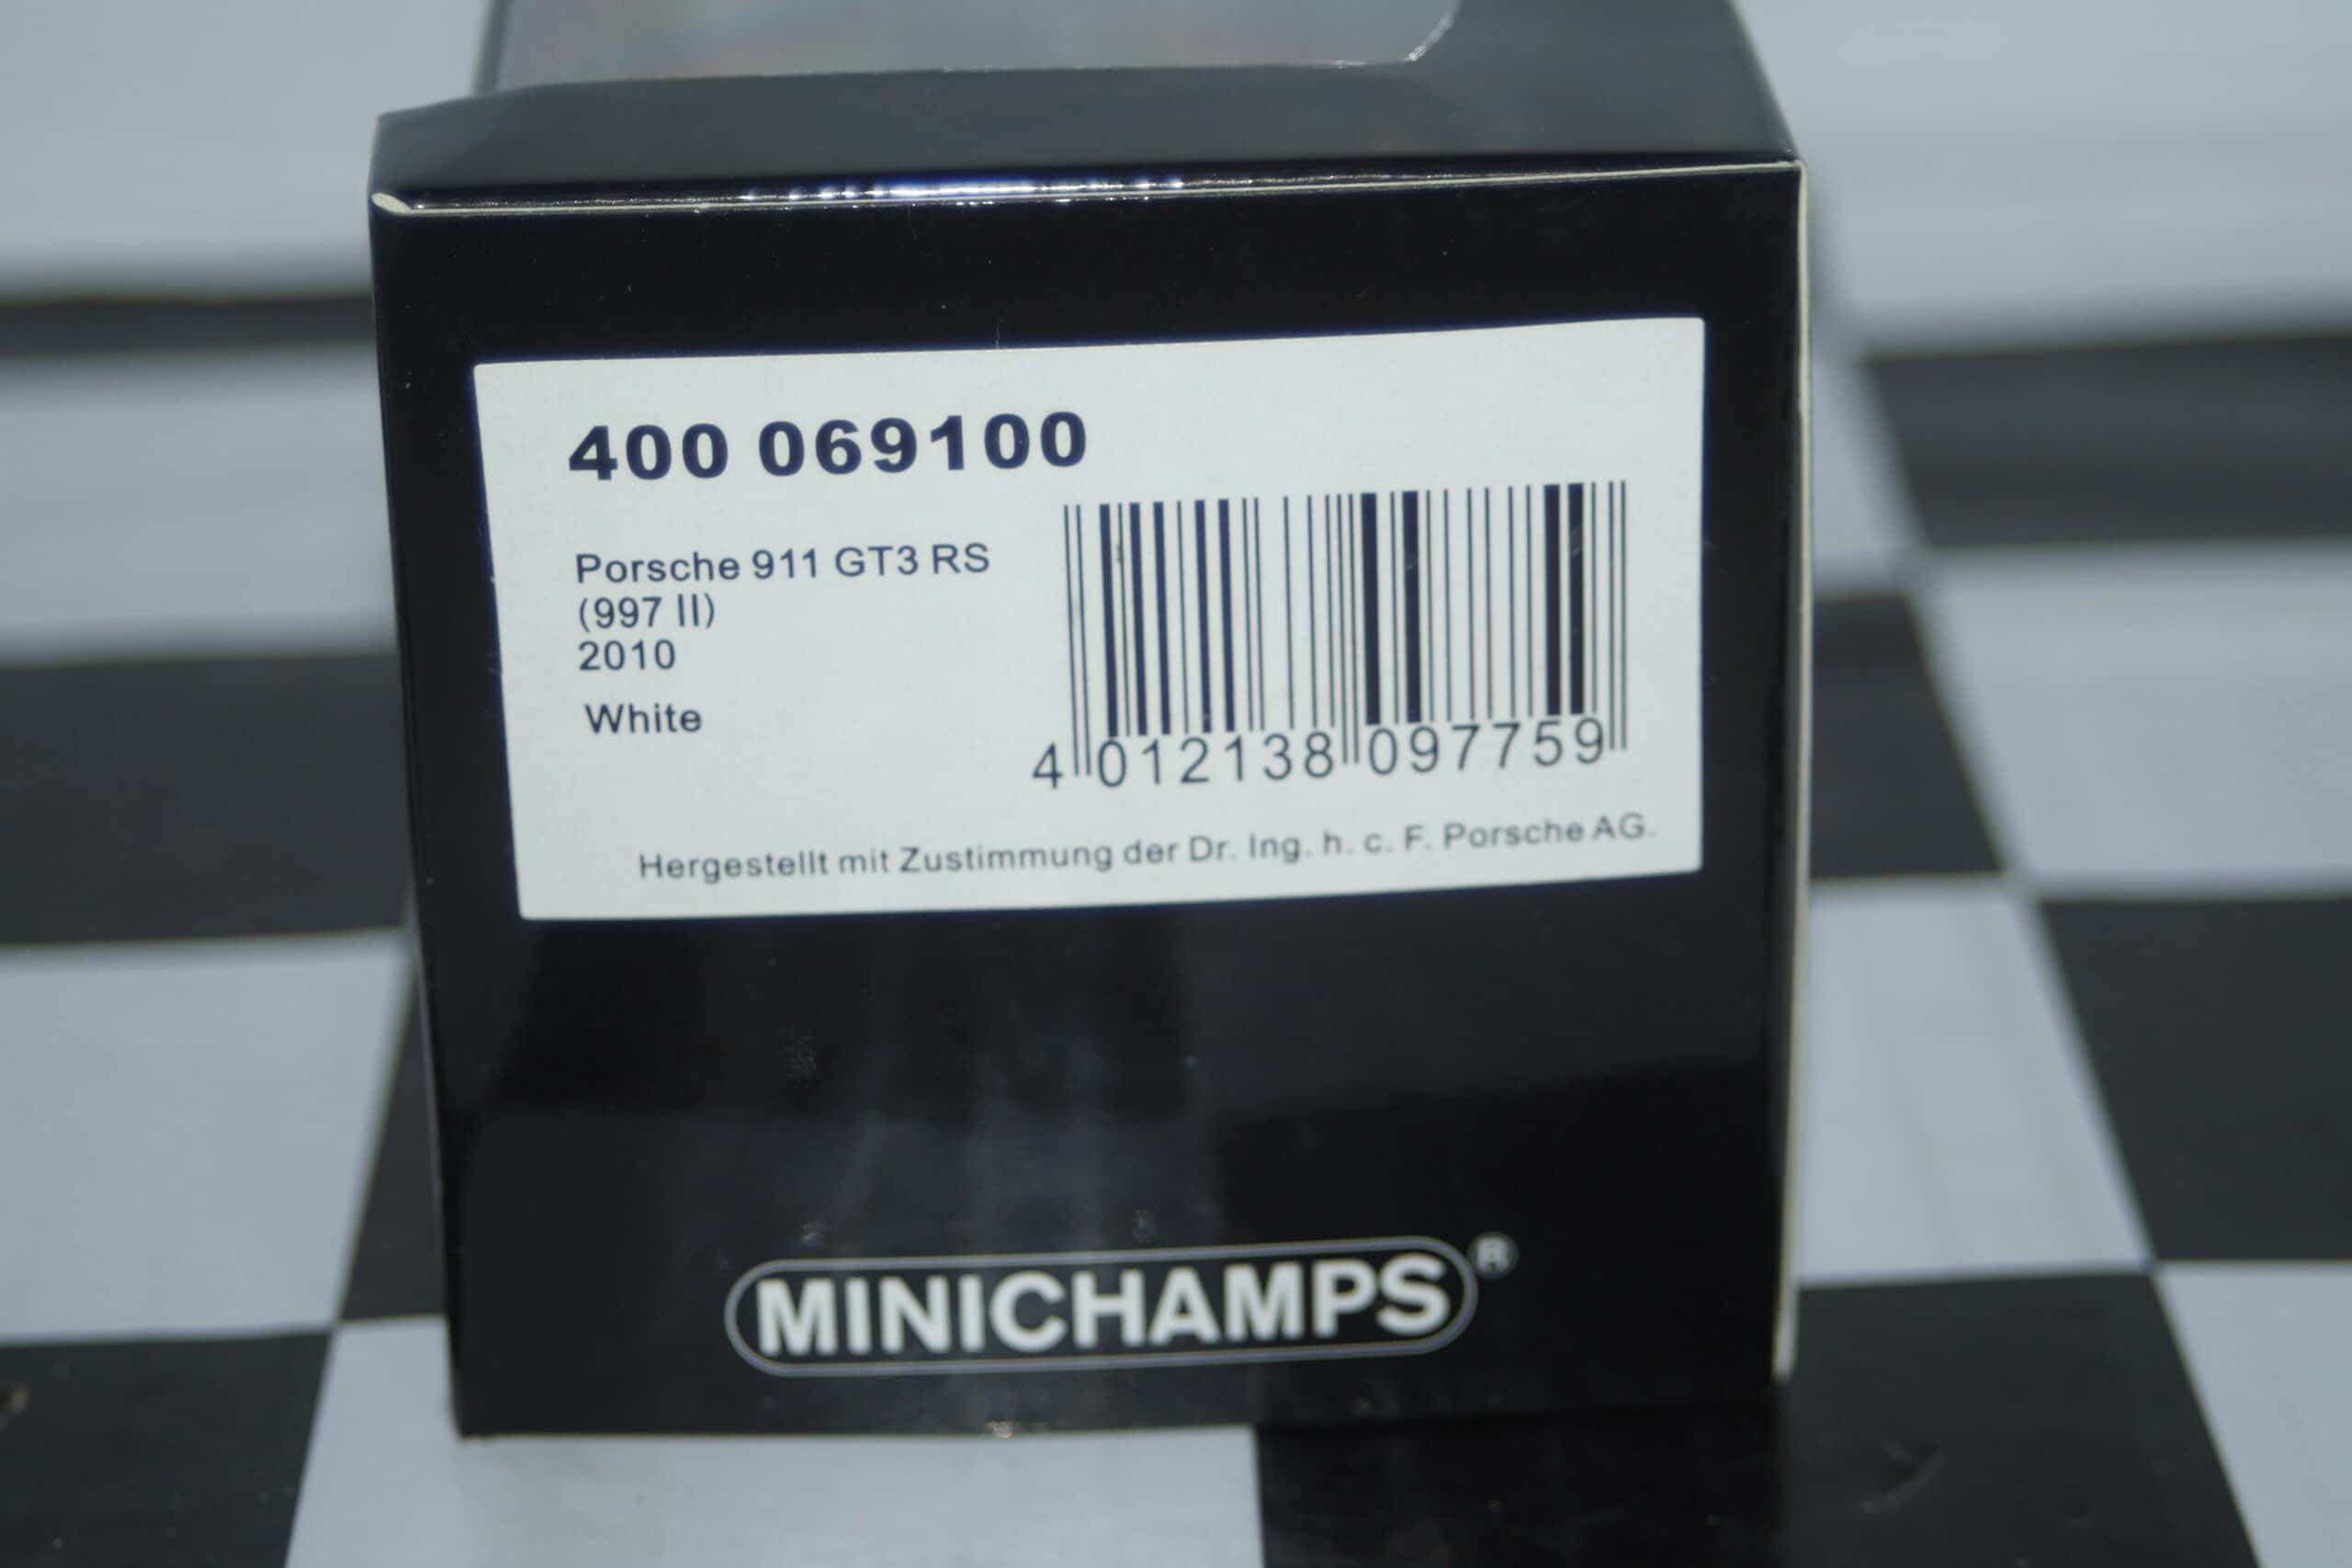 400 069100
Porsche 911 GT3 RS
(997 II)
2010
White
4 012138 097759
Hergestellt mit Zustimmung der Dr. Ing. h. c. F. Porsche AG.
MINICHAMPS®